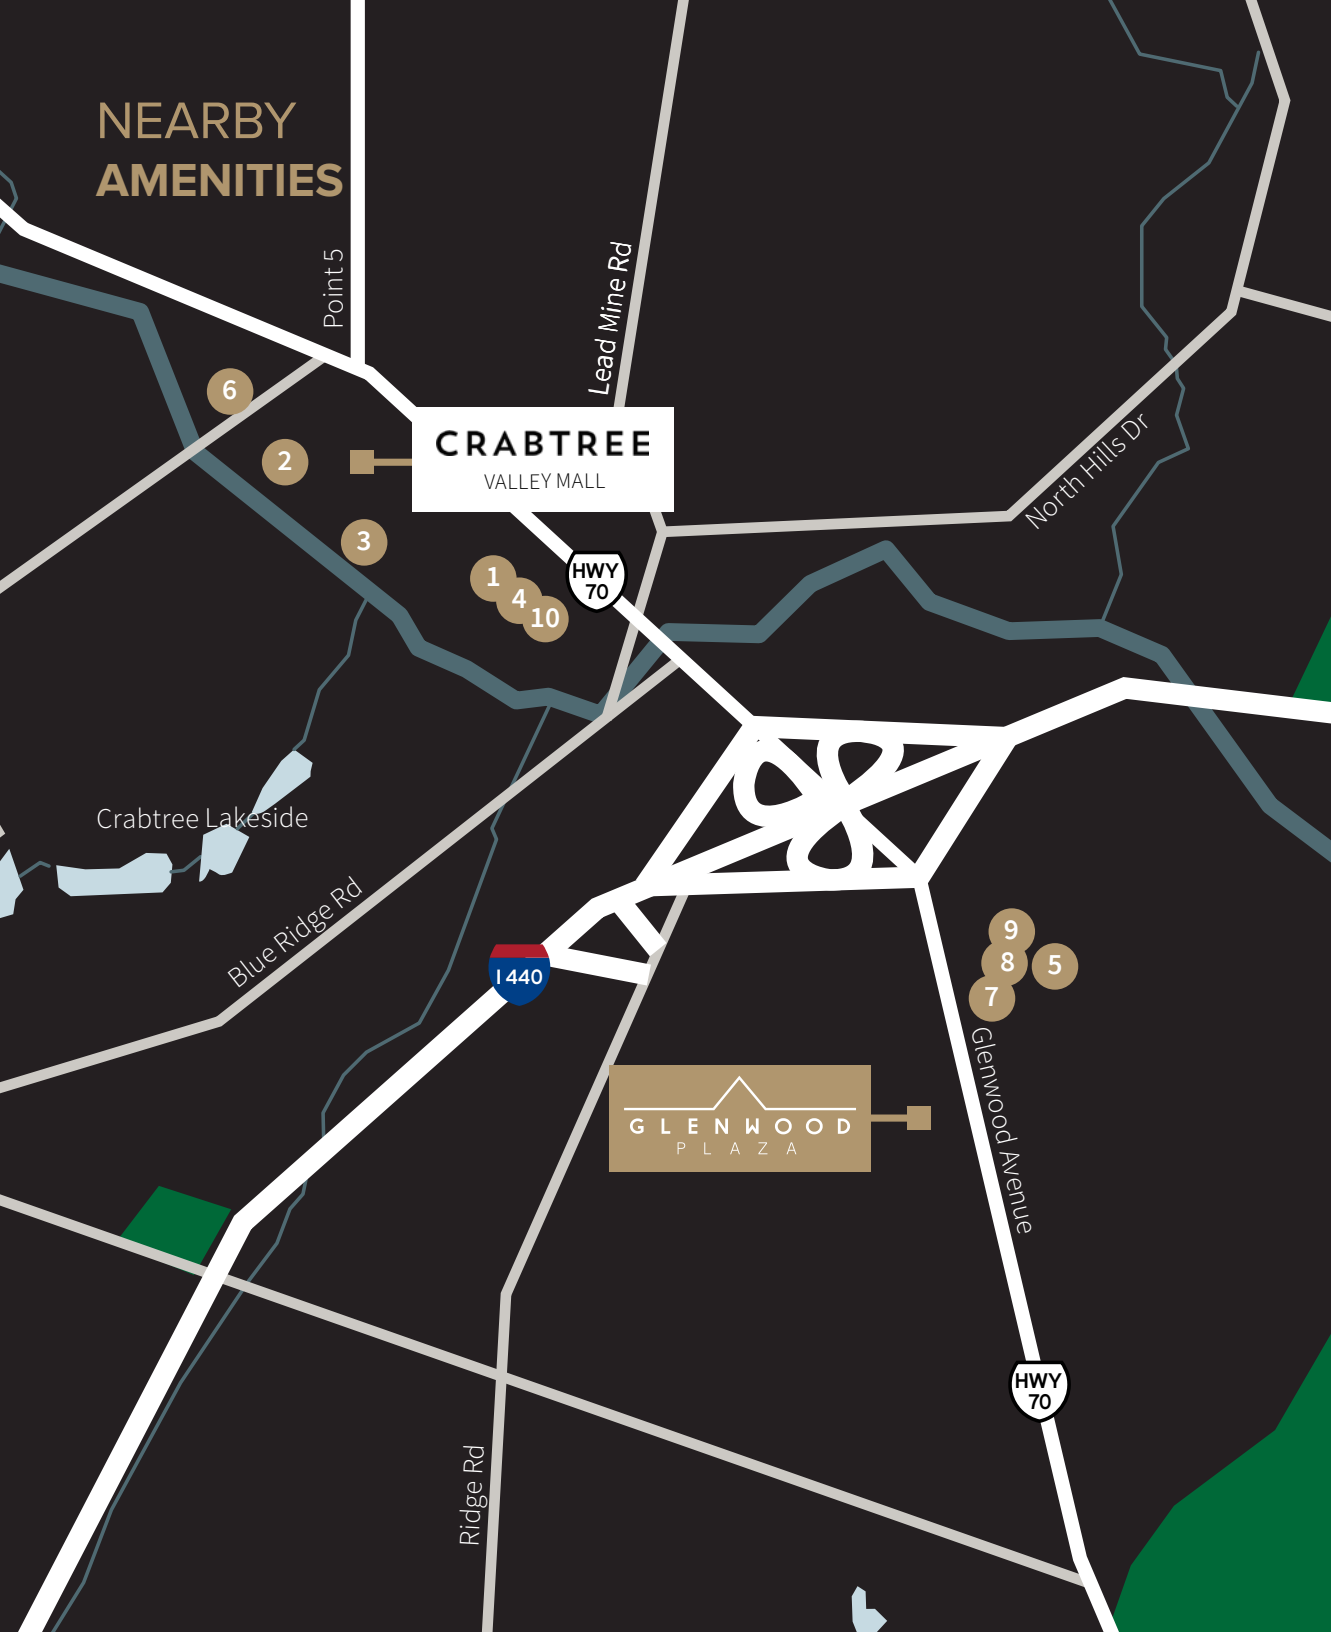 NEARBY
AMENITIES
Point 5
Lead Mine Rd
6
2
CRABTREE
VALLEY MALL
North Hills Dr
3
1
4
10
HWY
70
Crabtree Lakeside
Blue Ridge Rd
I 440
9
8
5
7
Glenwood Avenue
GLENWOOD
PLAZA
HWY
70
Ridge Rd